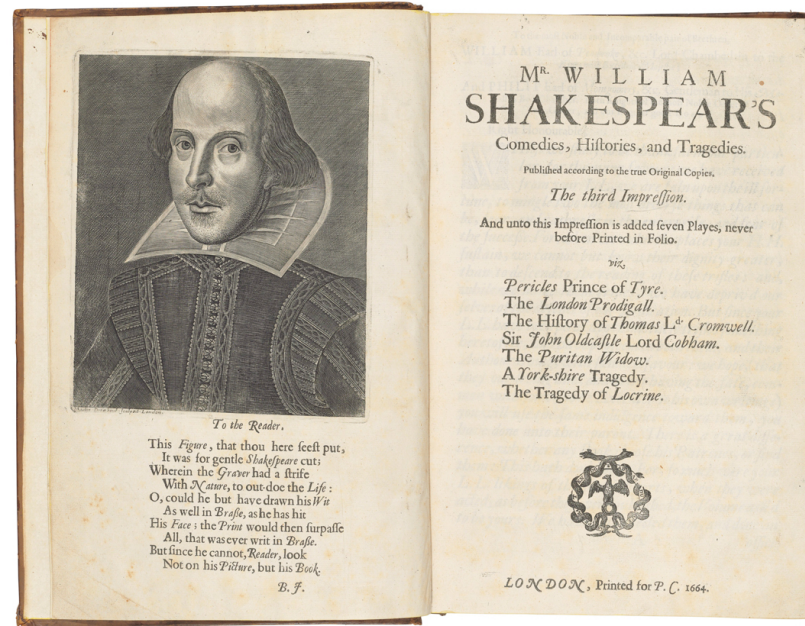 Martin Droeshout sculpsit London.
To the Reader.
This Figure, that thou here ſeeſt put,
It was for gentle Shakeſpeare cut;
Wherein the Graver had a ſtrife
With Nature, to out-doe the Life :
O, could he but have drawn his Wit
As well in Braſſe, as he has hit
His Face ; the Print would then ſurpaſſe
All, that was ever writ in Braſſe.
But ſince he cannot, Reader, look
Not on his Picture, but his Book.
B. J.
MR. WILLIAM
SHAKESPEAR'S
Comedies, Hiſtories, and Tragedies.
Publiſhed according to the true Original Copies.
The third Impreſſion.
And unto this Impreſſion is added ſeven Playes, never
before Printed in Folio.
viz.
Pericles Prince of Tyre.
The London Prodigall.
The Hiſtory of Thomas Ld. Cromwell.
Sir John Oldcaſtle Lord Cobham.
The Puritan Widow.
A York-shire Tragedy.
The Tragedy of Locrine.
LONDON, Printed for P. C. 1664.